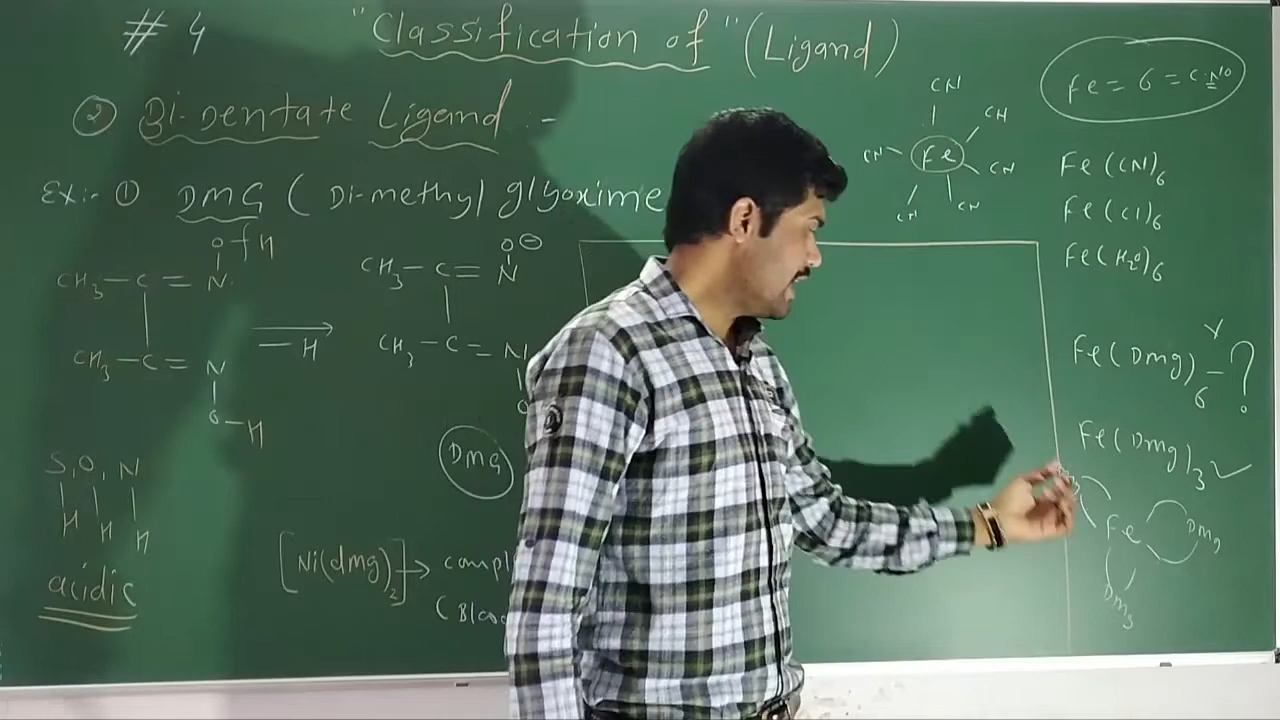 # 4 "Classification of" (Ligand)
② Bi-Dentate Ligand :-
Ex:- ① DMG (Di-methyl glyoxime
O H
CH3-C=N
CH3-C=N
O-H
-H
O⊖
CH3-C=N
CH3-C=N
O
DMG
S, O, N
H H H
acidic
[Ni(dmg)2] → compl
(Bl
Fe = 6 = C.No
CN
CN
CN
CN
CN
CN
Fe
Fe(CN)6
Fe(Cl)6
Fe(H2O)6
Fe(Dmg)6 - ?
Fe(Dmg)3 ✓
Fe
Dmg
Dmg